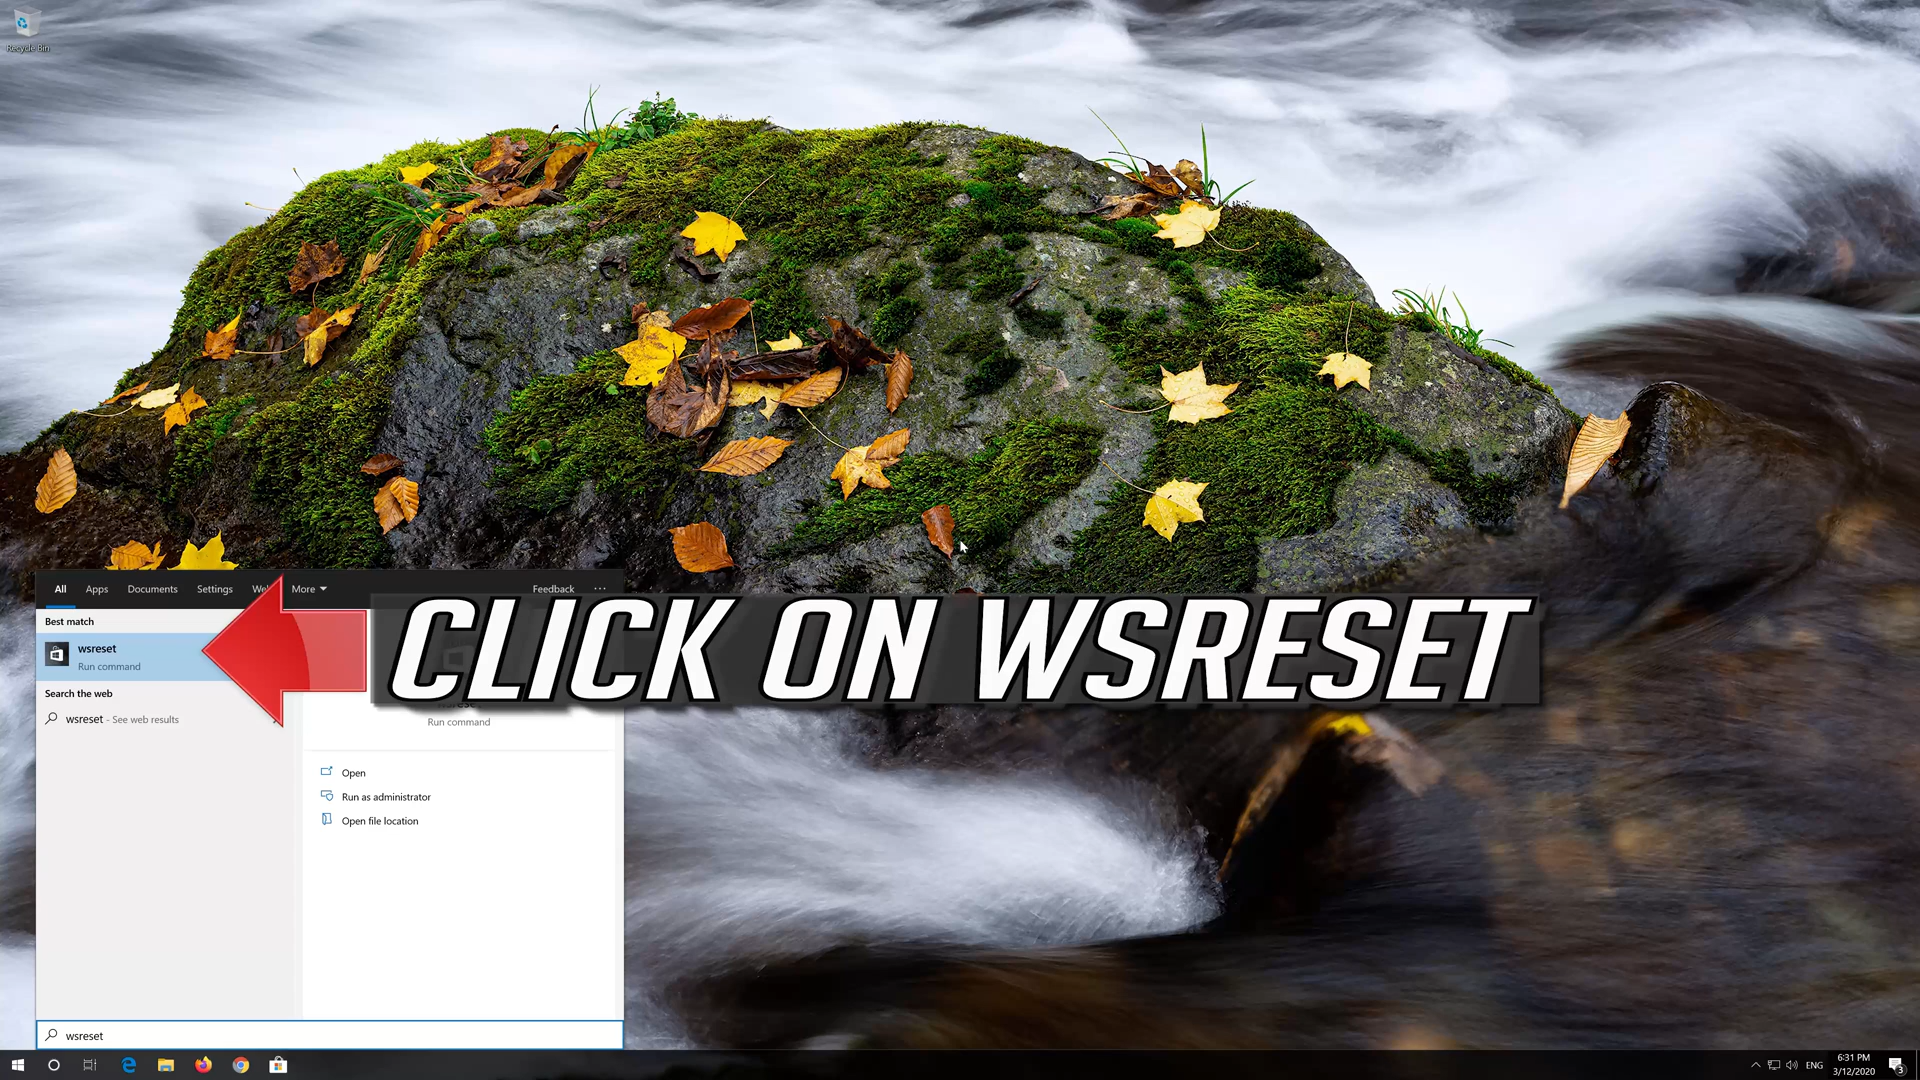 Recycle Bin
All Apps Documents Settings More Feedback ...
CLICK ON WSRESET
Best match
wsreset
Run command
Search the web
wsreset - See web results
Run command
Open
Run as administrator
Open file location
wsreset
ENG
6:31 PM
3/12/2020
3